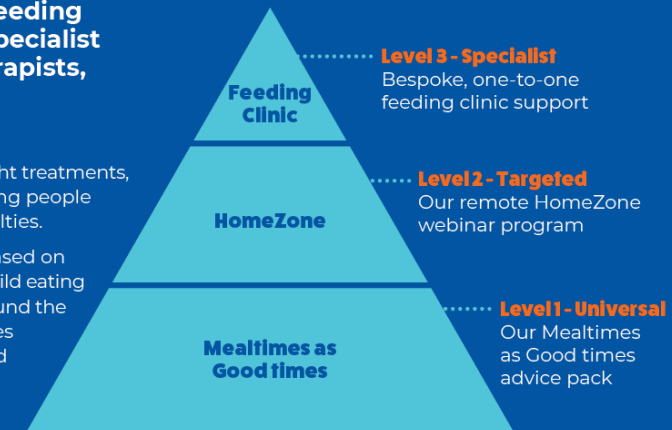 eeding
pecialist
rapists,
ht treatments,
ng people
lties.
ased on
ild eating
und the
es
d
Feeding
Clinic
Level 3 - Specialist
Bespoke, one-to-one
feeding clinic support
HomeZone
Level 2 - Targeted
Our remote HomeZone
webinar program
Mealtimes as
Good times
Level 1 - Universal
Our Mealtimes
as Good times
advice pack